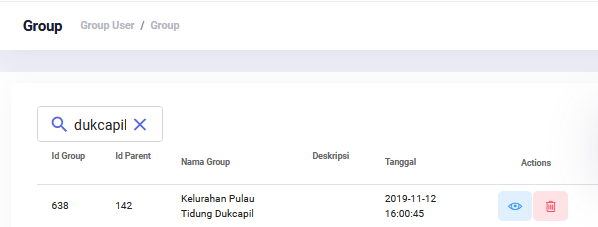 Group Group User / Group
dukcapil
Id Group Id Parent Nama Group Deskripsi Tanggal Actions
638 142 Kelurahan Pulau 2019-11-12
Tidung Dukcapil 16:00:45